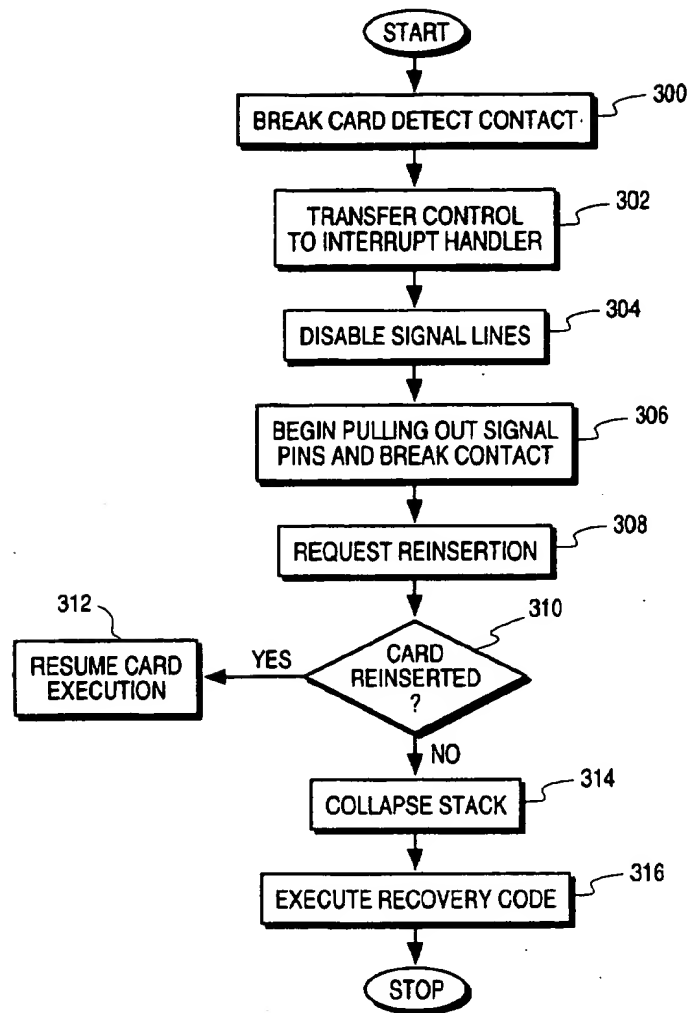 START
300
BREAK CARD DETECT CONTACT
302
TRANSFER CONTROL
TO INTERRUPT HANDLER
304
DISABLE SIGNAL LINES
306
BEGIN PULLING OUT SIGNAL
PINS AND BREAK CONTACT
308
REQUEST REINSERTION
312
310
RESUME CARD
EXECUTION
YES
CARD
REINSERTED
?
NO
314
COLLAPSE STACK
316
EXECUTE RECOVERY CODE
STOP